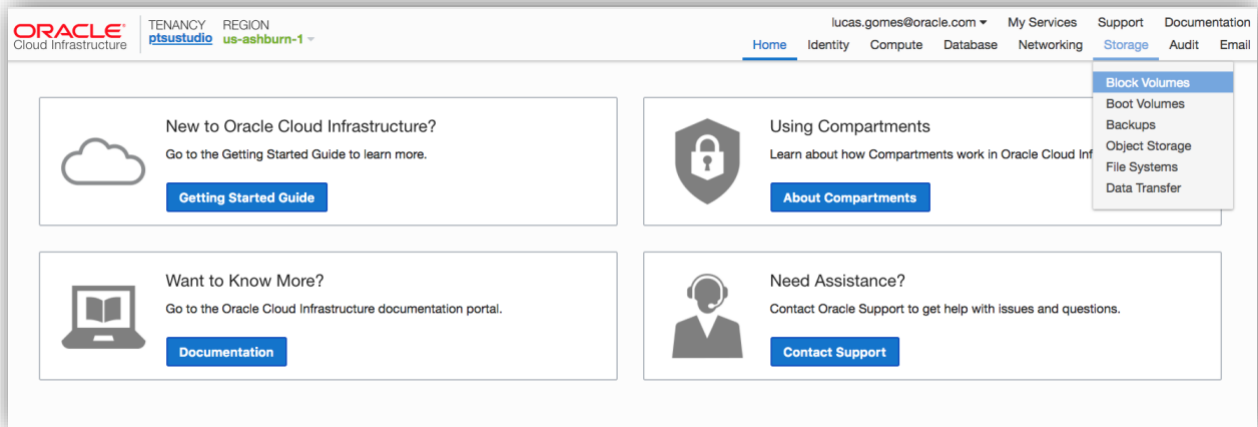 ORACLE
Cloud Infrastructure
TENANCY
ptsustudio
REGION
us-ashburn-1
lucas.gomes@oracle.com My Services Support Documentation
Home Identity Compute Database Networking Storage Audit Email
Block Volumes
Boot Volumes
Backups
Object Storage
File Systems
Data Transfer
New to Oracle Cloud Infrastructure?
Go to the Getting Started Guide to learn more.
Getting Started Guide
Using Compartments
Learn about how Compartments work in Oracle Cloud Inf
About Compartments
Want to Know More?
Go to the Oracle Cloud Infrastructure documentation portal.
Documentation
Need Assistance?
Contact Oracle Support to get help with issues and questions.
Contact Support